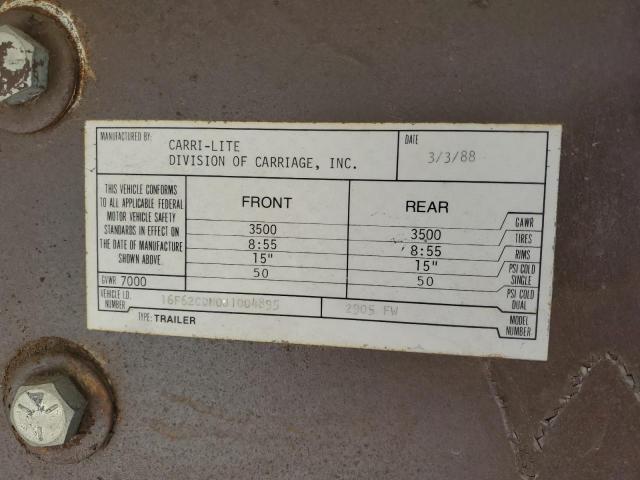 MANUFACTURED BY:
CARRI-LITE
DIVISION OF CARRIAGE, INC.
DATE
3/3/88
THIS VEHICLE CONFORMS
TO ALL APPLICABLE FEDERAL
MOTOR VEHICLE SAFETY
STANDARDS IN EFFECT ON
THE DATE OF MANUFACTURE
SHOWN ABOVE.
GVWR 7000
FRONT
REAR
3500 3500 GAWR
8:55 8:55 TIRES
15" 15" RIMS
50 50 PSI COLD SINGLE
PSI COLD DUAL
VEHICLE I.D. NUMBER
2905 FW
MODEL NUMBER
TYPE: TRAILER